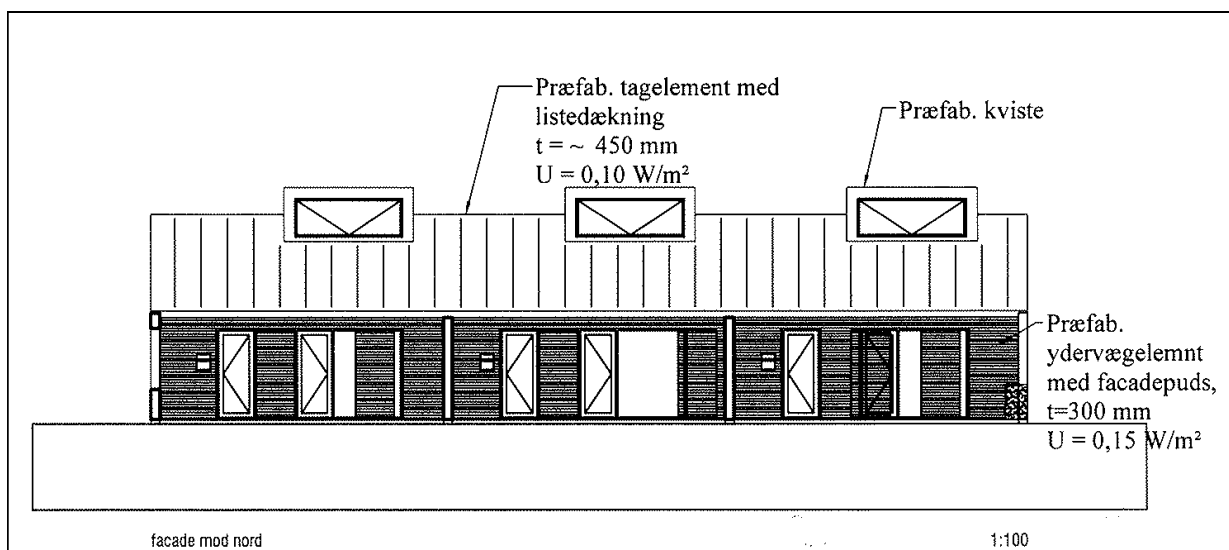 Præfab. tagelement med
listedækning
t = ~ 450 mm
U = 0,10 W/m²
Præfab. kviste
Præfab.
ydervægelemnt
med facadepuds,
t=300 mm
U = 0,15 W/m²
facade mod nord
1:100